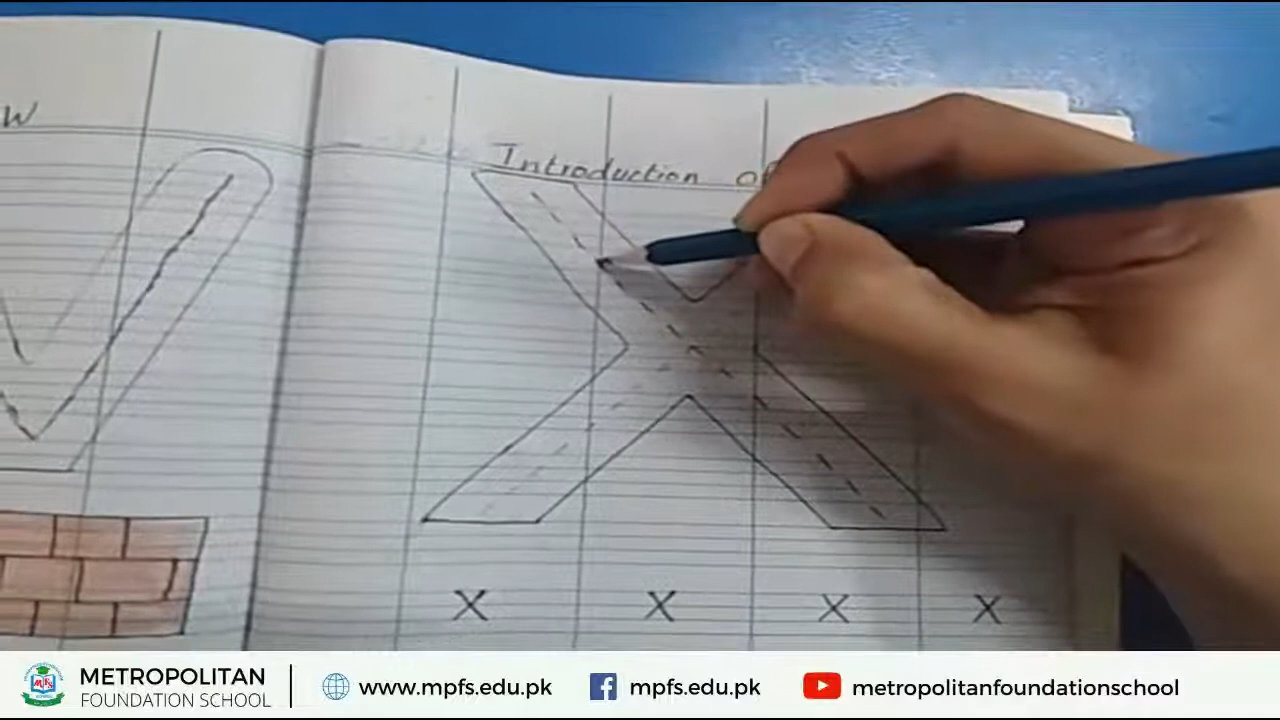 W
Introduction of
X X X X
METROPOLITAN
FOUNDATION SCHOOL
www.mpfs.edu.pk
mpfs.edu.pk
metropolitanfoundationschool